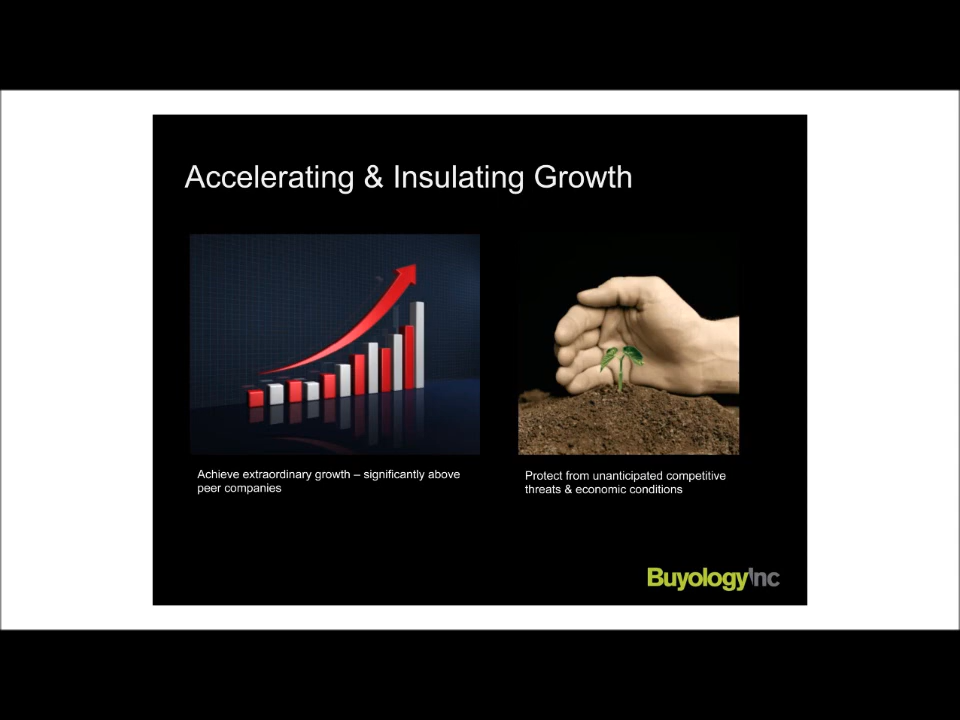 Accelerating & Insulating Growth
Achieve extraordinary growth – significantly above
peer companies
Protect from unanticipated competitive
threats & economic conditions
BuyologyInc